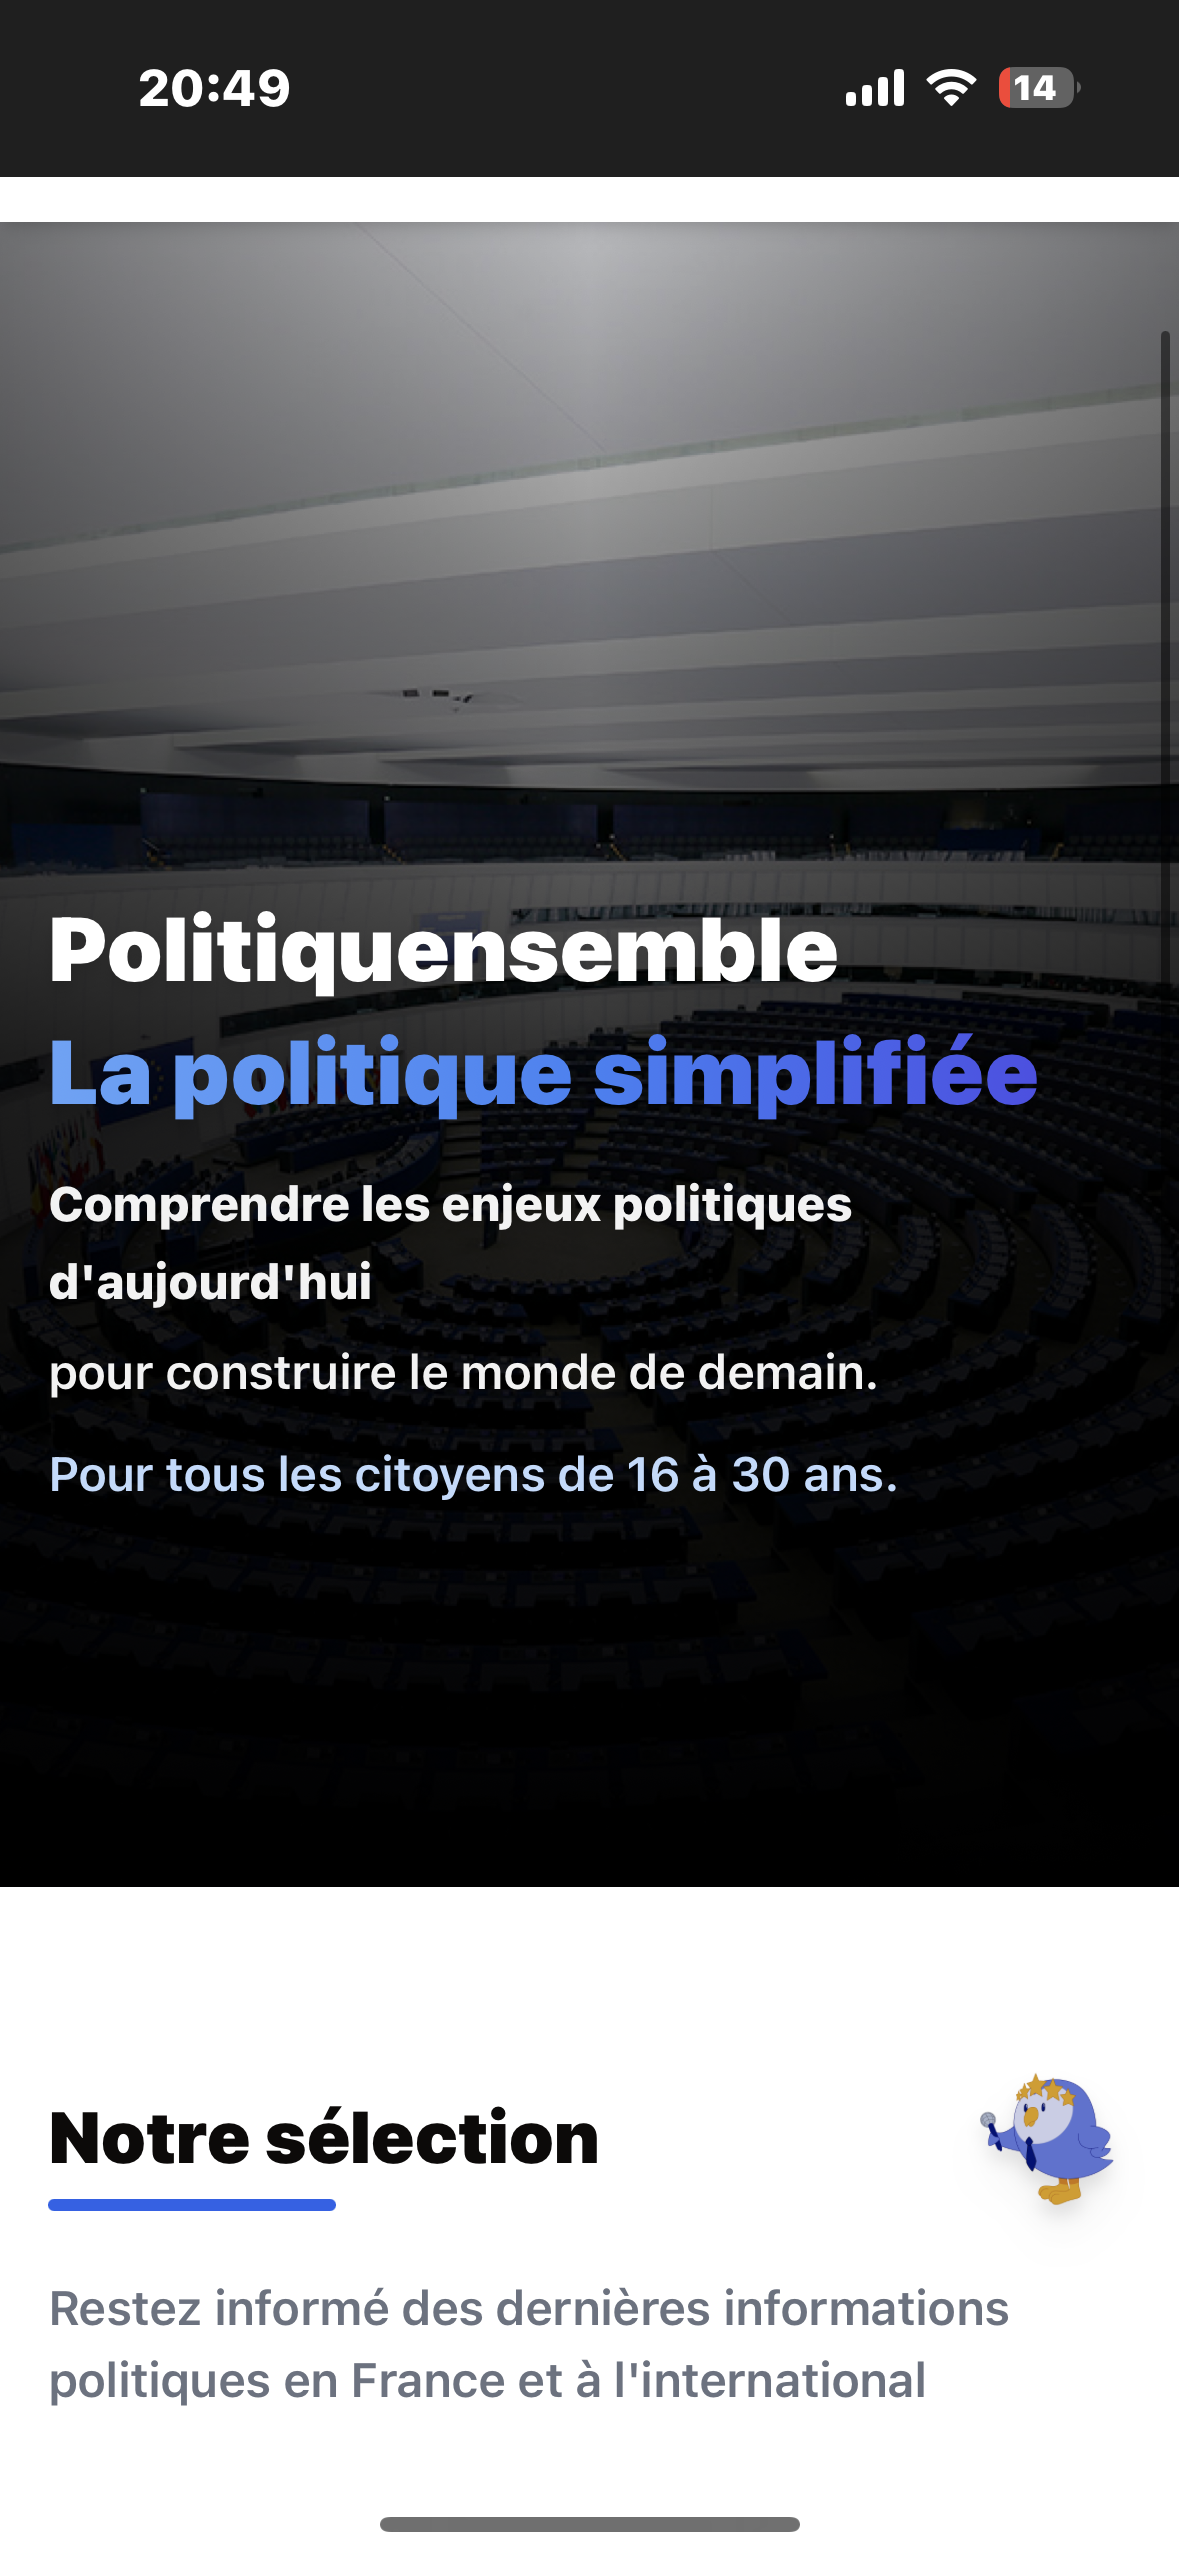 20:49
14
Politiquensemble
La politique simplifiée
Comprendre les enjeux politiques
d'aujourd'hui
pour construire le monde de demain.
Pour tous les citoyens de 16 à 30 ans.
Notre sélection
Restez informé des dernières informations
politiques en France et à l'international